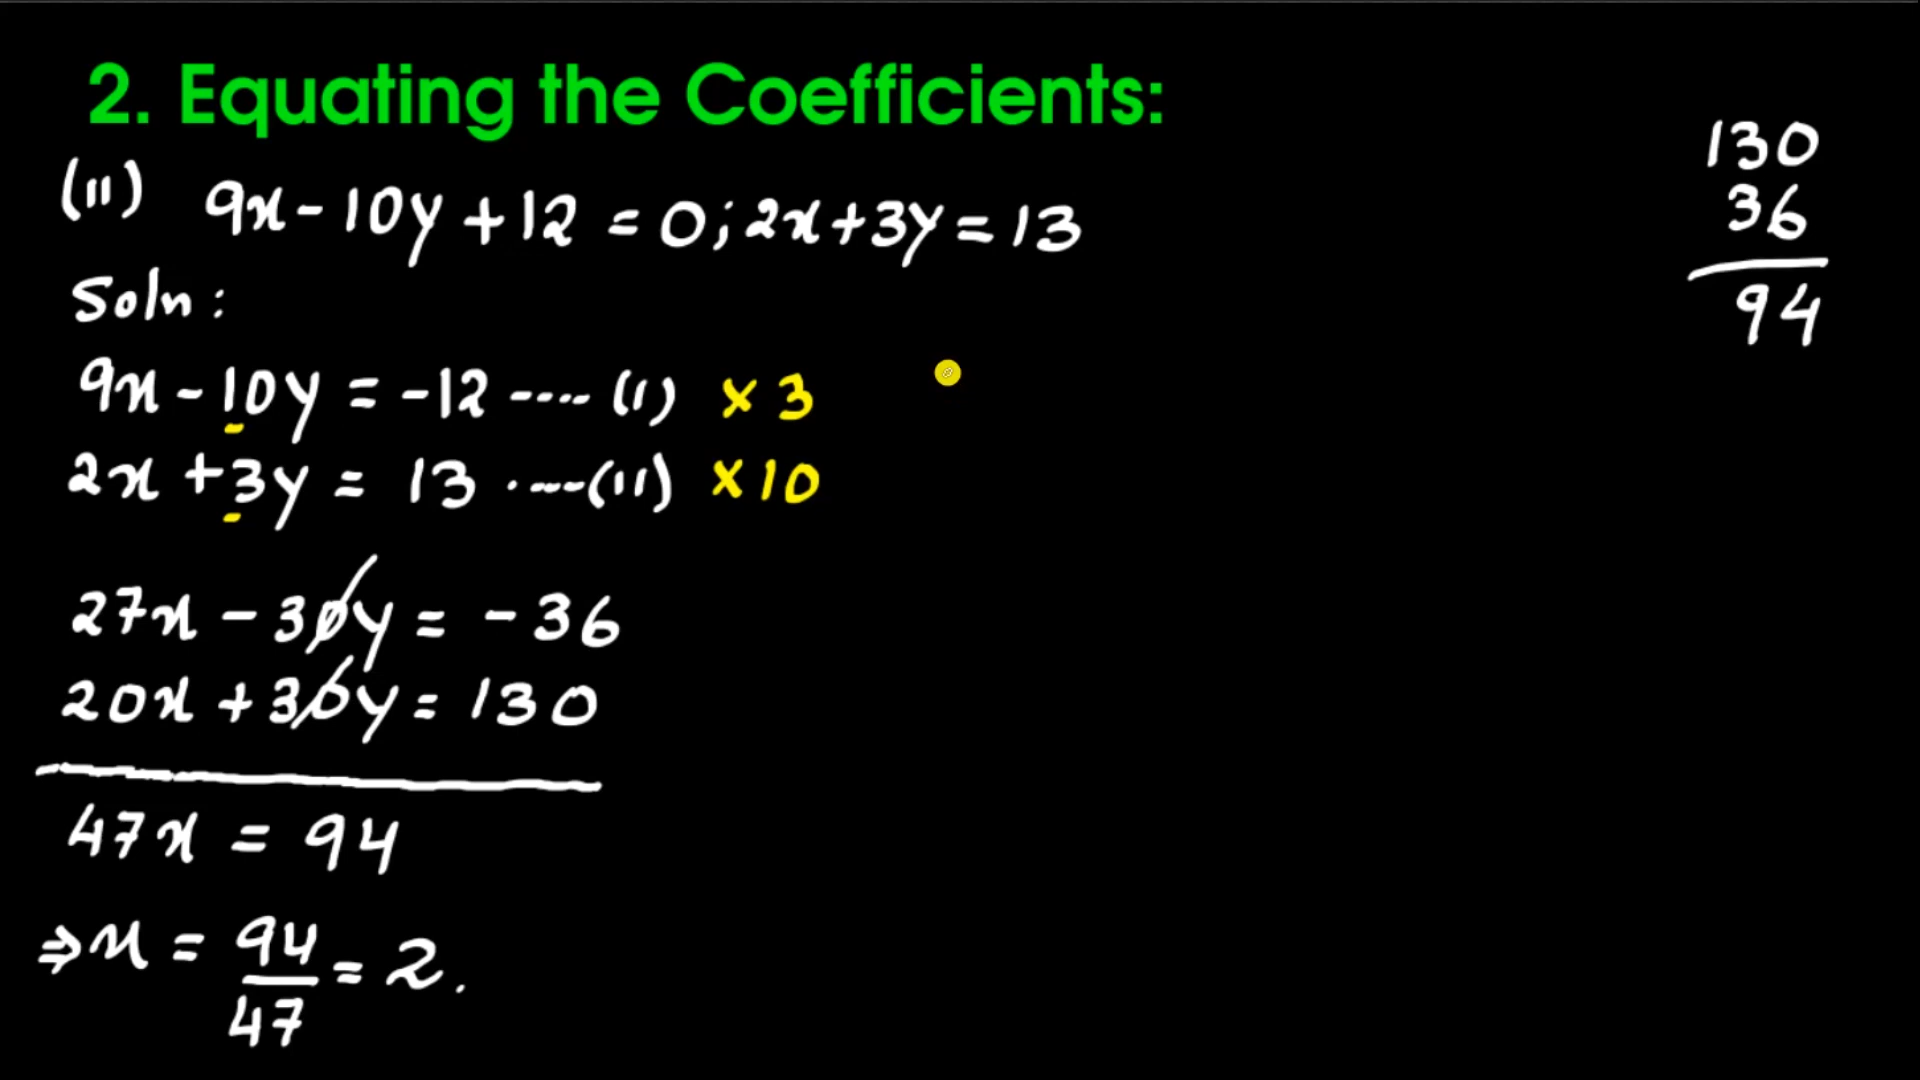 2. Equating the Coefficients:
(ii) 9x - 10y + 12 = 0; 2x + 3y = 13
Soln:
9x - 10y = -12 ---- (i) × 3
2x + 3y = 13 ---- (ii) × 10
27x - 30y = -36
20x + 30y = 130
47x = 94
⇒ x = 94/47 = 2.
130
36
94